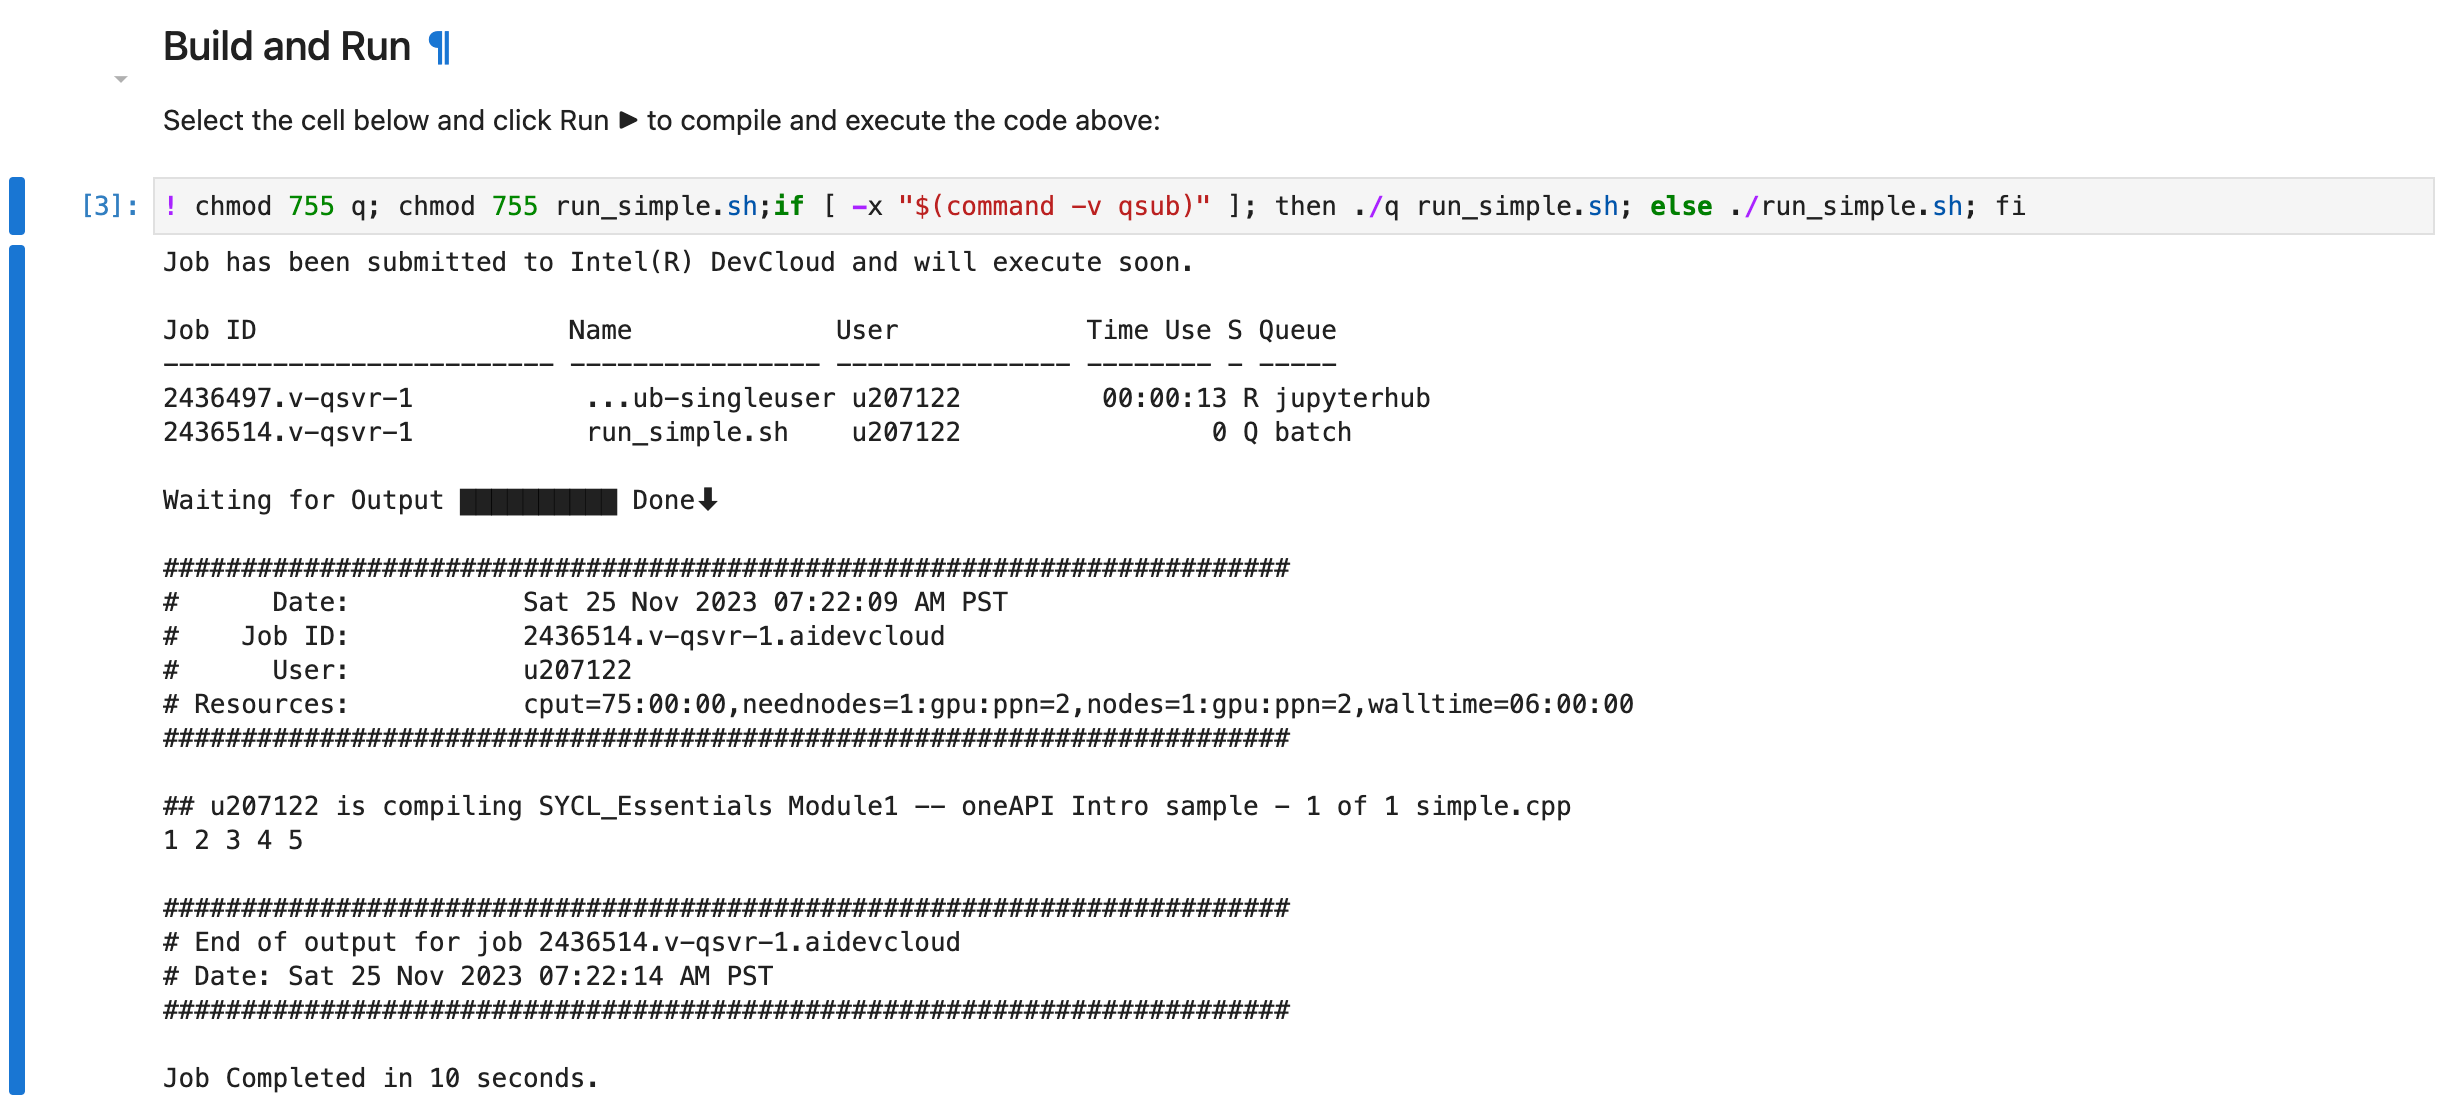 Build and Run ¶
Select the cell below and click Run ▶ to compile and execute the code above:
[3]: ! chmod 755 q; chmod 755 run_simple.sh;if [ -x "$(command -v qsub)" ]; then ./q run_simple.sh; else ./run_simple.sh; fi
Job has been submitted to Intel(R) DevCloud and will execute soon.
Job ID                    Name             User            Time Use S Queue
------------------------- ---------------- --------------- -------- - -----
2436497.v-qsvr-1           ...ub-singleuser u207122         00:00:13 R jupyterhub
2436514.v-qsvr-1           run_simple.sh    u207122                0 Q batch
Waiting for Output ██████████ Done⬇
########################################################################
#      Date:           Sat 25 Nov 2023 07:22:09 AM PST
#    Job ID:           2436514.v-qsvr-1.aidevcloud
#      User:           u207122
# Resources:           cput=75:00:00,neednodes=1:gpu:ppn=2,nodes=1:gpu:ppn=2,walltime=06:00:00
########################################################################
## u207122 is compiling SYCL_Essentials Module1 -- oneAPI Intro sample - 1 of 1 simple.cpp
1 2 3 4 5
########################################################################
# End of output for job 2436514.v-qsvr-1.aidevcloud
# Date: Sat 25 Nov 2023 07:22:14 AM PST
########################################################################
Job Completed in 10 seconds.